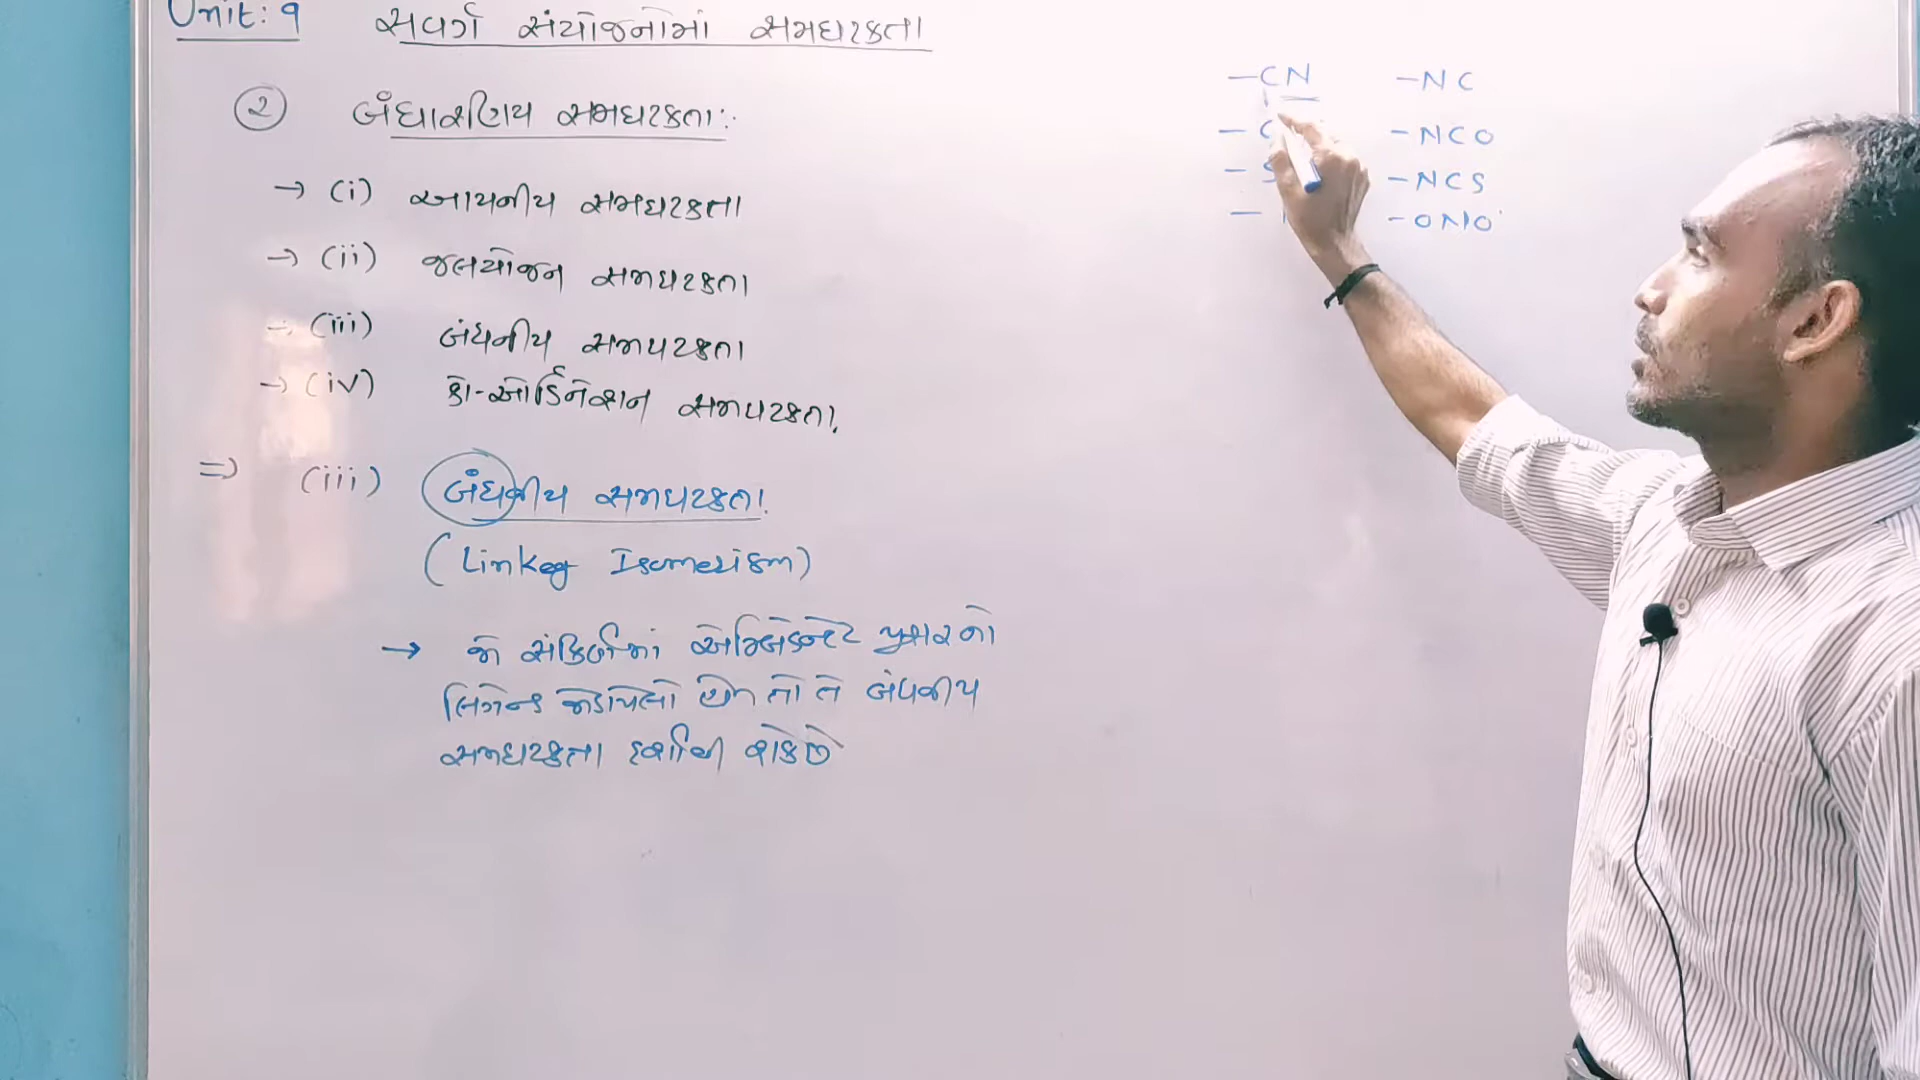 Unit: 9 સવર્ગ સંયોજનોમાં સમઘટકતા
② બંધારણિય સમઘટકતા :-
→ (i) આયનીય સમઘટકતા
→ (ii) જલયોજન સમઘટકતા
→ (iii) બંધનીય સમઘટકતા
→ (iv) કો-ઓર્ડિનેશન સમઘટકતા.
⇒ (iii) બંધનીય સમઘટકતા.
(Linkeg Isomerism)
→ જો સંકિર્ણમાં એમ્બિડેન્ટેટ પ્રકારનો
લિગેન્ડ જોડાયેલો હોય તો તે બંધનીય
સમઘટકતા દર્શાવી શકે છે
—CN —NC
— C —NCO
— S —NCS
— —ONO